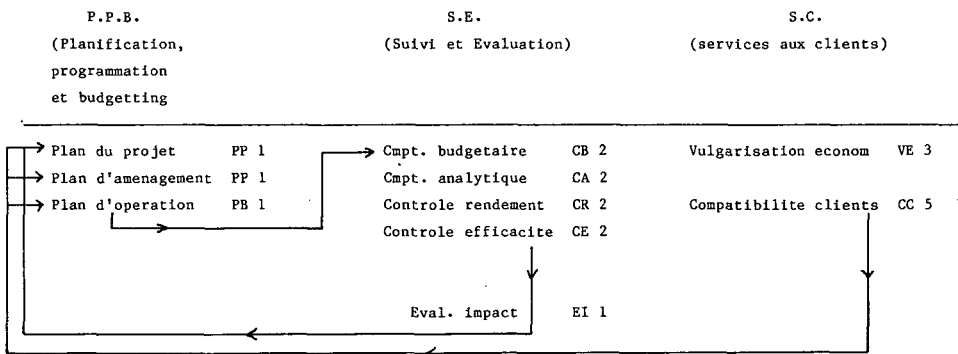 P.P.B. S.E. S.C.
(Planification, (Suivi et Evaluation) (services aux clients)
programmation
et budgetting
Plan du projet PP 1 Cmpt. budgetaire CB 2 Vulgarisation econom VE 3
Plan d'amenagement PP 1 Cmpt. analytique CA 2
Plan d'operation PB 1 Controle rendement CR 2 Compatibilite clients CC 5
Controle efficacite CE 2
Eval. impact EI 1